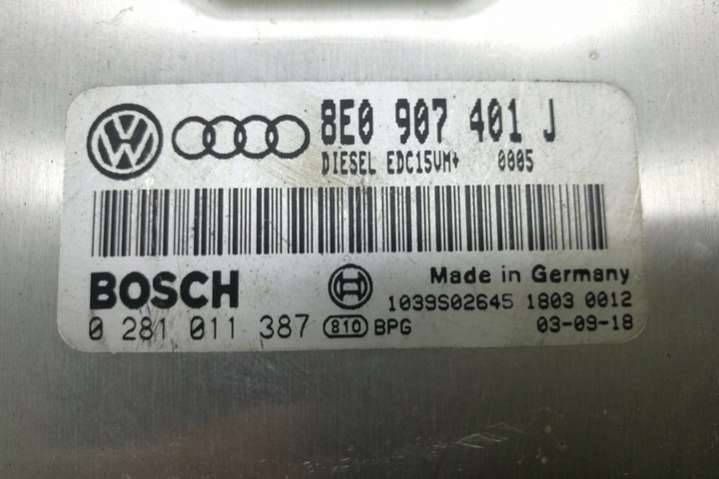 8E0 907 401 J
DIESEL EDC15VM+ 0005
BOSCH
Made in Germany
1039S02645 1803 0012
0 281 011 387 810 BPG 03-09-18